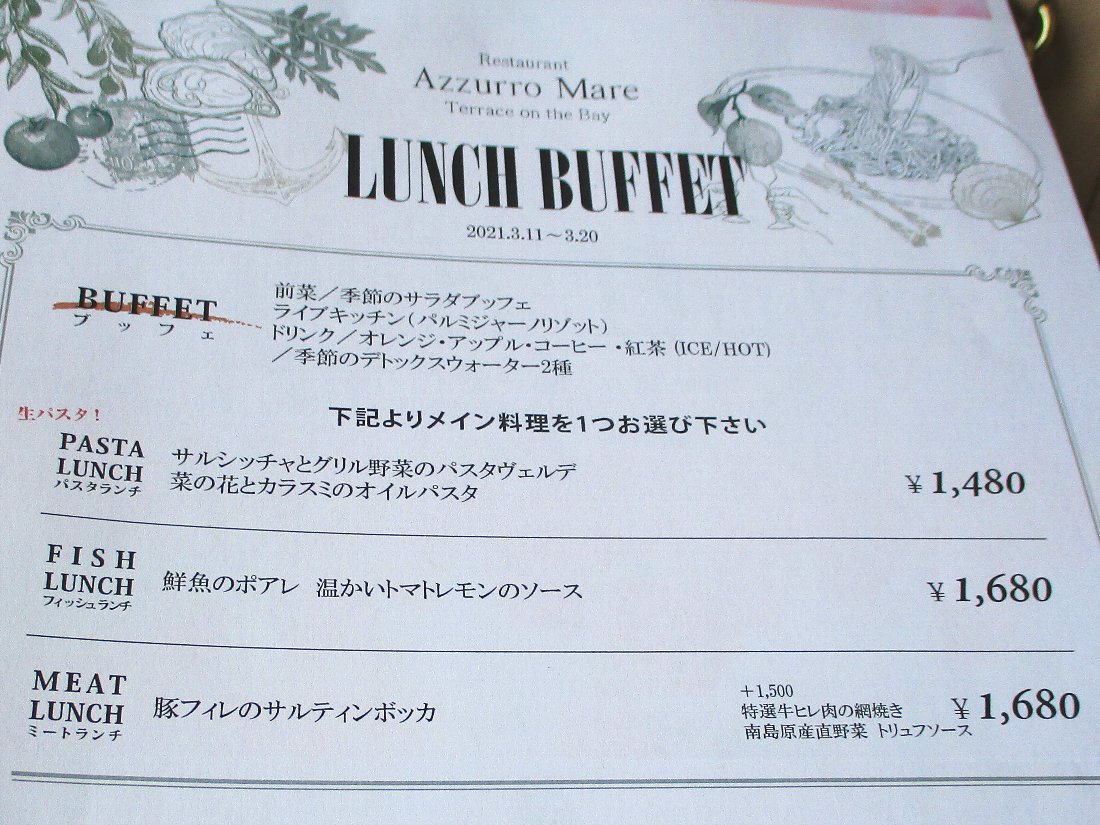 Restaurant
Azzurro Mare
Terrace on the Bay
LUNCH BUFFET
2021.3.11～3.20
BUFFET
ブッフェ
前菜／季節のサラダブッフェ
ライブキッチン（パルミジャーノリゾット）
ドリンク／オレンジ・アップル・コーヒー・紅茶（ICE/HOT）
／季節のデトックスウォーター2種
下記よりメイン料理を1つお選び下さい
生パスタ！
PASTA
LUNCH
パスタランチ
サルシッチャとグリル野菜のパスタヴェルデ
菜の花とカラスミのオイルパスタ
¥1,480
FISH
LUNCH
フィッシュランチ
鮮魚のポアレ 温かいトマトレモンのソース
¥1,680
MEAT
LUNCH
ミートランチ
豚フィレのサルティンボッカ
＋1,500
特選牛ヒレ肉の網焼き
南島原産直野菜 トリュフソース
¥1,680